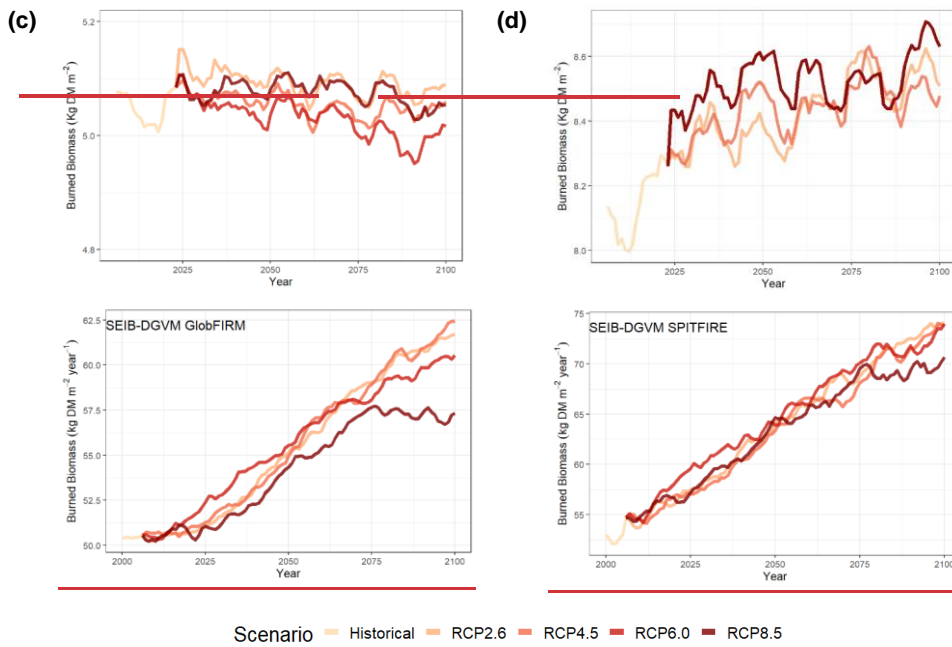 (c)
(d)
Burned Biomass (Kg DM m⁻²)
5.2
5.0
4.8
2025
2050
2075
2100
Year
Burned Biomass (Kg DM m⁻²)
8.6
8.4
8.2
8.0
2025
2050
2075
2100
Year
SEIB-DGVM GlobFIRM
Burned Biomass (kg DM m⁻² year⁻¹)
62.5
60.0
57.5
55.0
52.5
50.0
2000
2025
2050
2075
2100
Year
SEIB-DGVM SPITFIRE
Burned Biomass (kg DM m⁻² year⁻¹)
75
70
65
60
55
2000
2025
2050
2075
2100
Year
Scenario Historical RCP2.6 RCP4.5 RCP6.0 RCP8.5